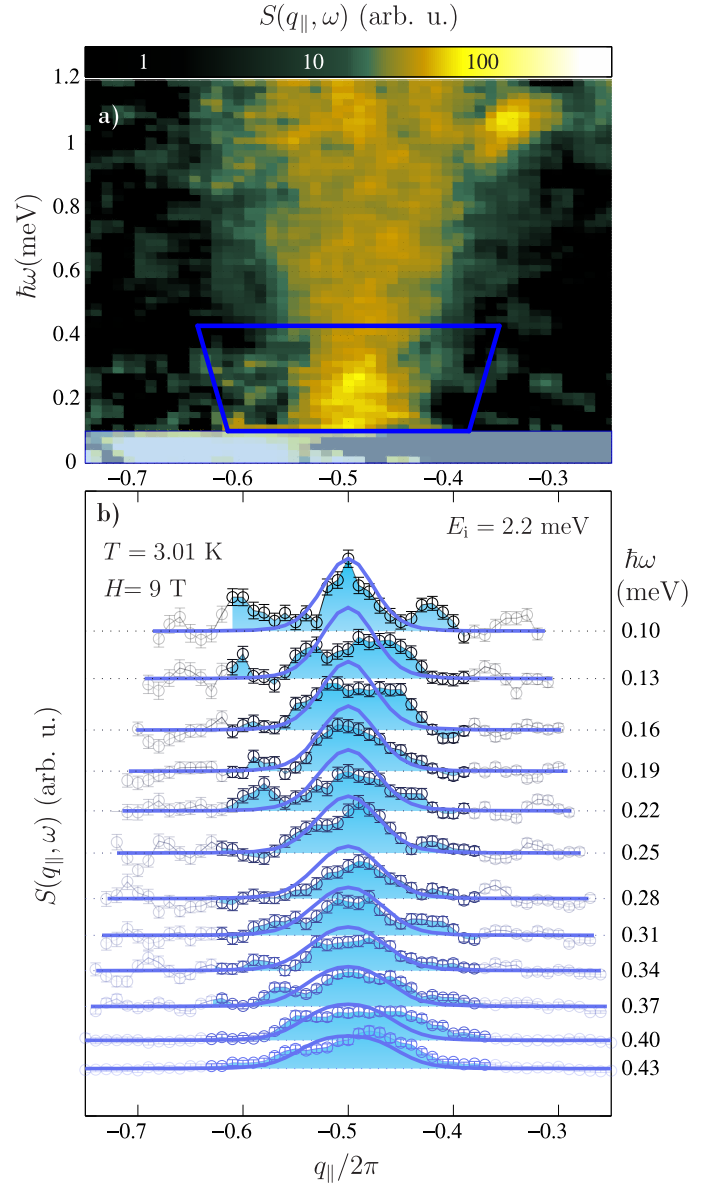 S(q∥, ω) (arb. u.)
1 10 100
a)
1.2
1
0.8
0.6
0.4
0.2
0
ħω(meV)
−0.7 −0.6 −0.5 −0.4 −0.3
b)
Eᵢ = 2.2 meV
T = 3.01 K
H= 9 T
ħω
(meV)
0.10
0.13
0.16
0.19
0.22
0.25
0.28
0.31
0.34
0.37
0.40
0.43
S(q∥, ω) (arb. u.)
−0.7 −0.6 −0.5 −0.4 −0.3
q∥/2π